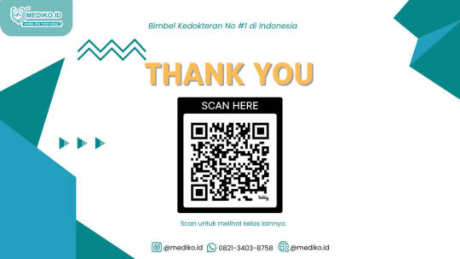 MEDIKO.ID
Bimbel Kedokteran No #1 di Indonesia
THANK YOU
SCAN HERE
Scan untuk melihat kelas lainnya.
@mediko.id 0821-3403-8758 @mediko.id